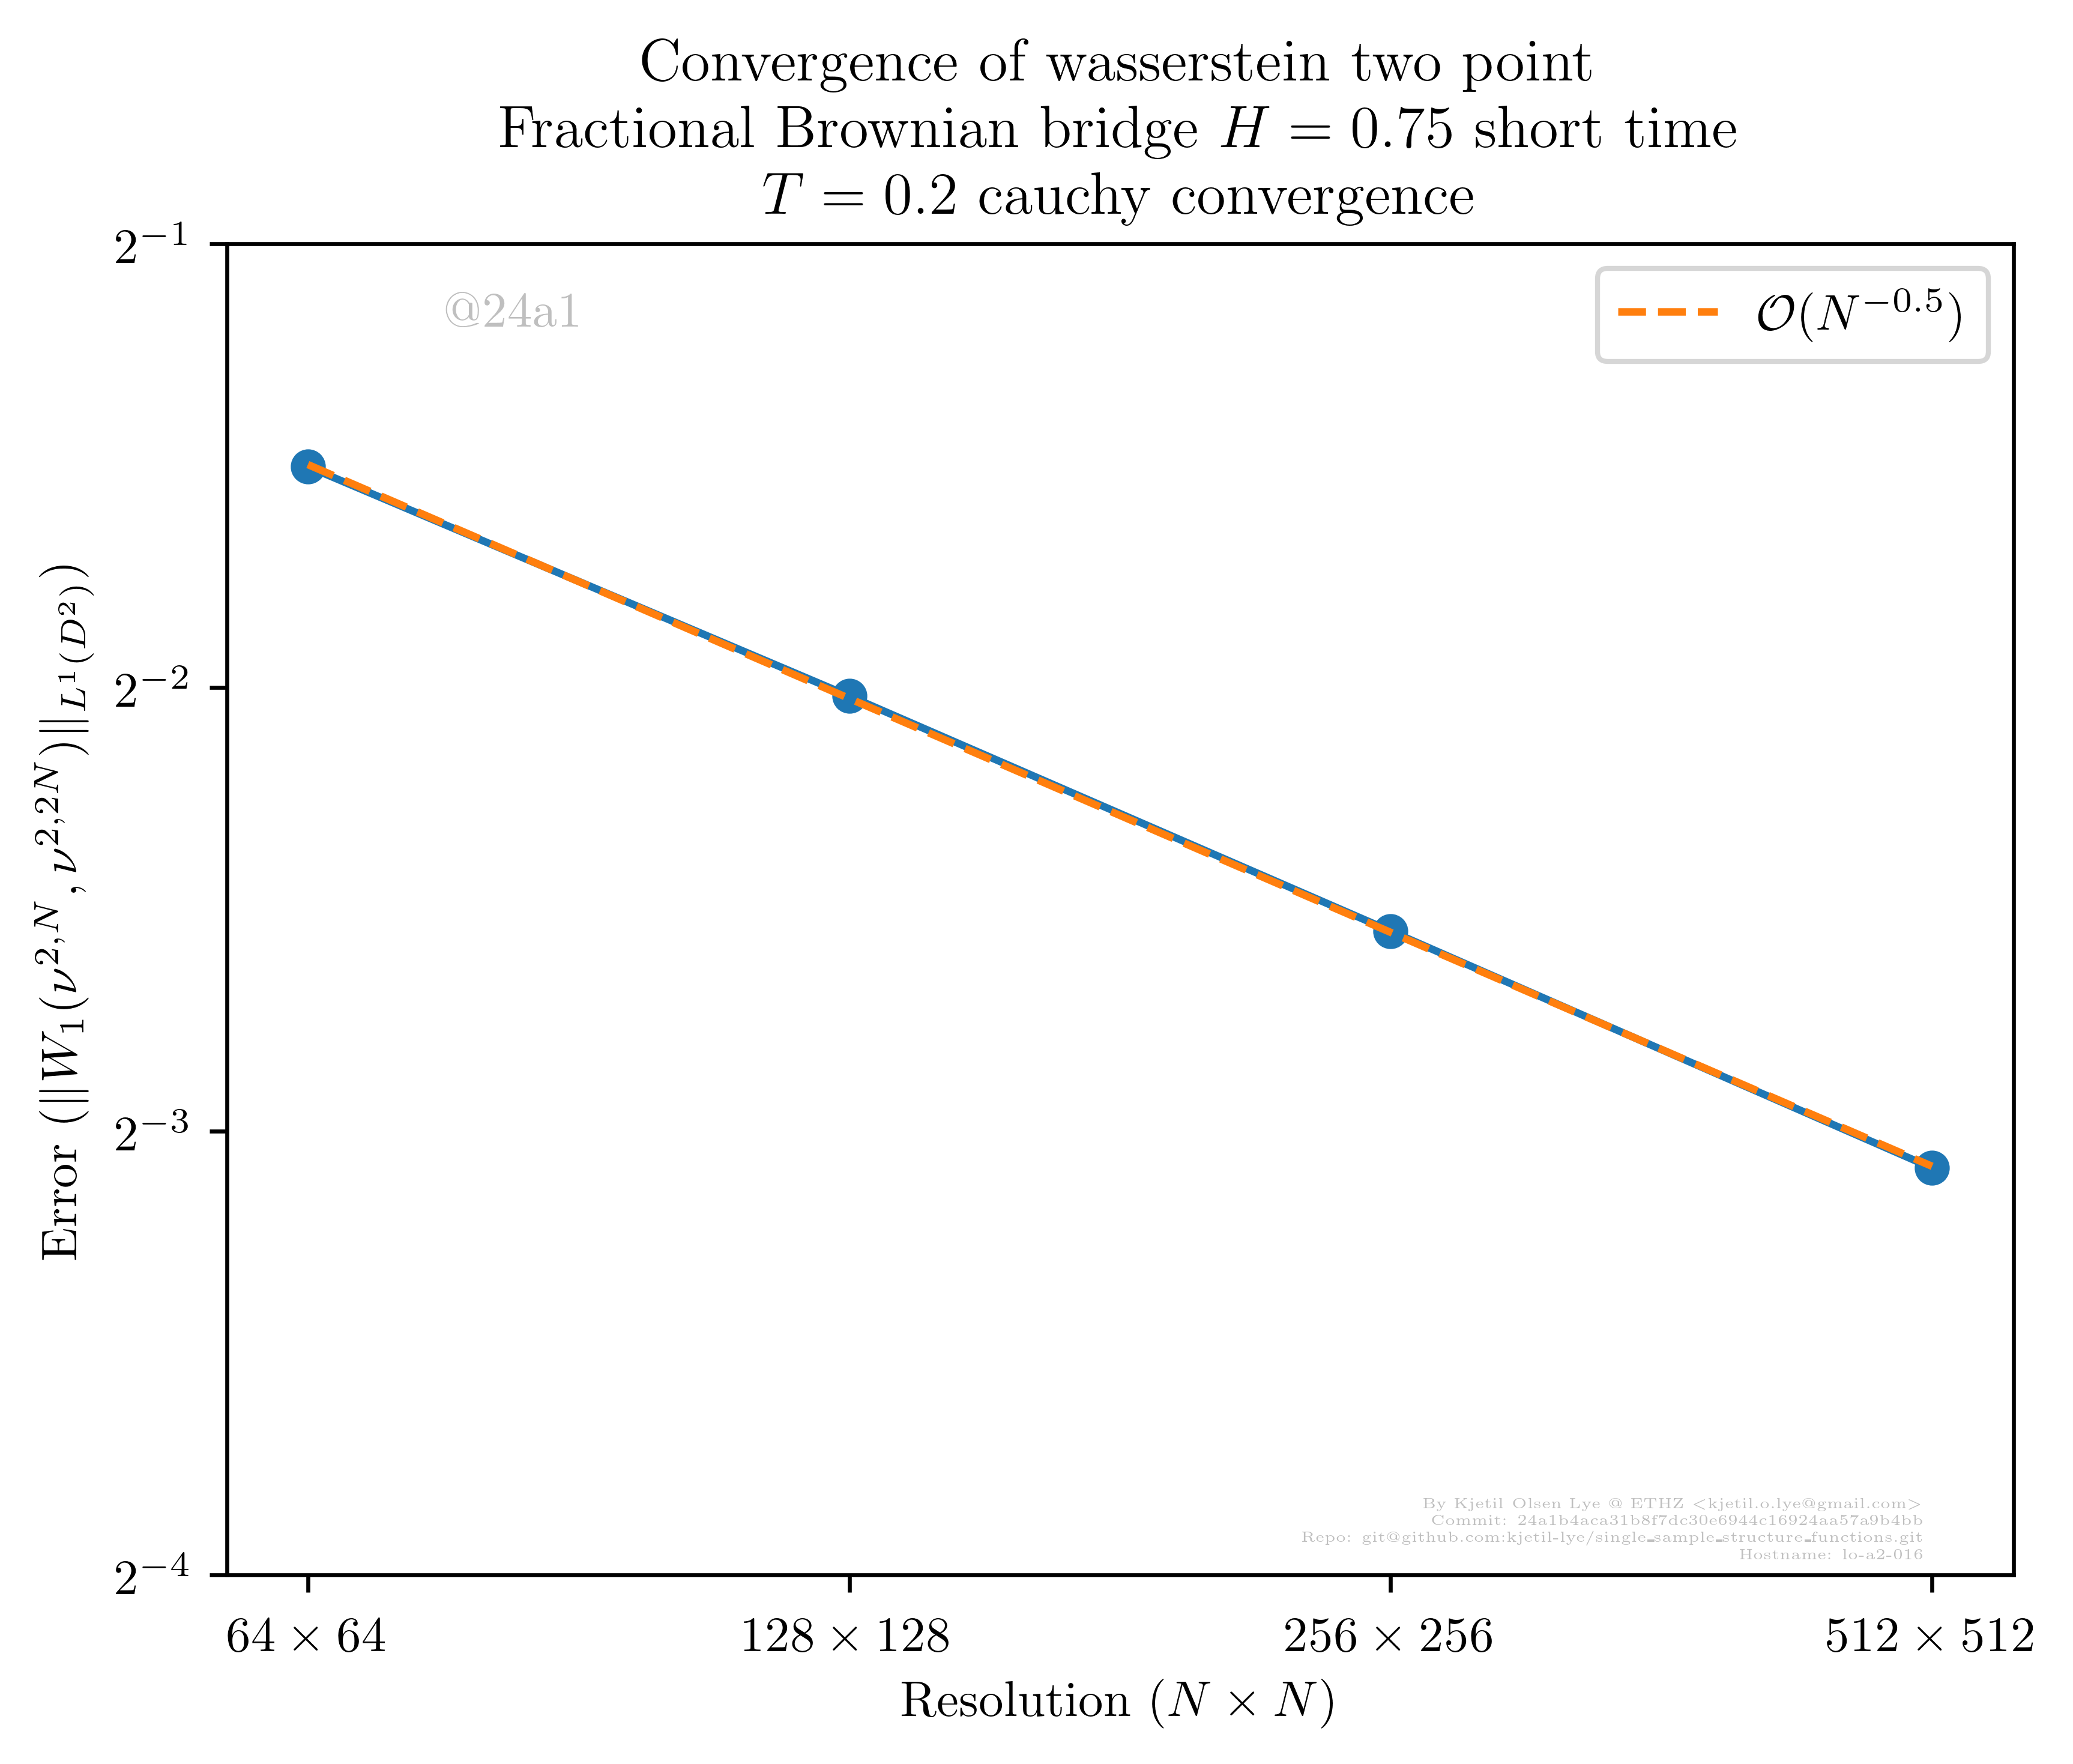 Convergence of wasserstein two point
Fractional Brownian bridge H = 0.75 short time
T = 0.2 cauchy convergence
2^{-1}
@24a1
\mathcal{O}(N^{-0.5})
2^{-2}
Error (||W_1(ν^{2,N}, ν^{2,2N})||_{L^1(D^2)})
2^{-3}
By Kjetil Olsen Lye @ ETHZ <kjetil.o.lye@gmail.com>
Commit: 24a1b4aca31b8f7dc30e6944c16924aa57a9b4bb
Repo: git@github.com:kjetil-lye/single_sample_structure_functions.git
Hostname: lo-a2-016
2^{-4}
64 × 64 128 × 128 256 × 256 512 × 512
Resolution (N × N)